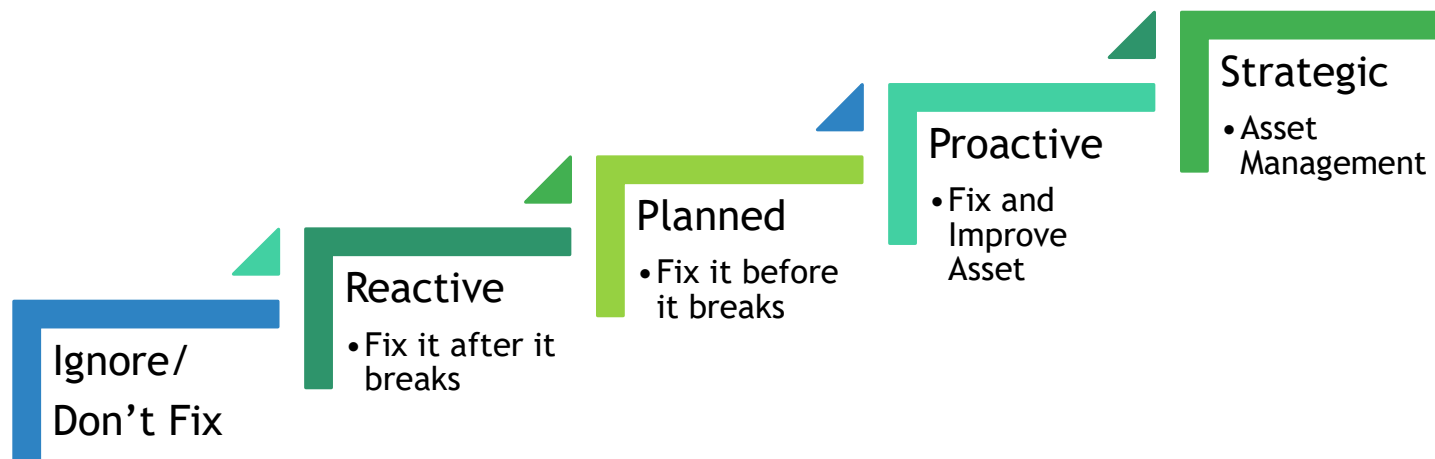 Ignore/
Don’t Fix
Reactive
•Fix it after it
breaks
Planned
•Fix it before
it breaks
Proactive
•Fix and
Improve
Asset
Strategic
•Asset
Management